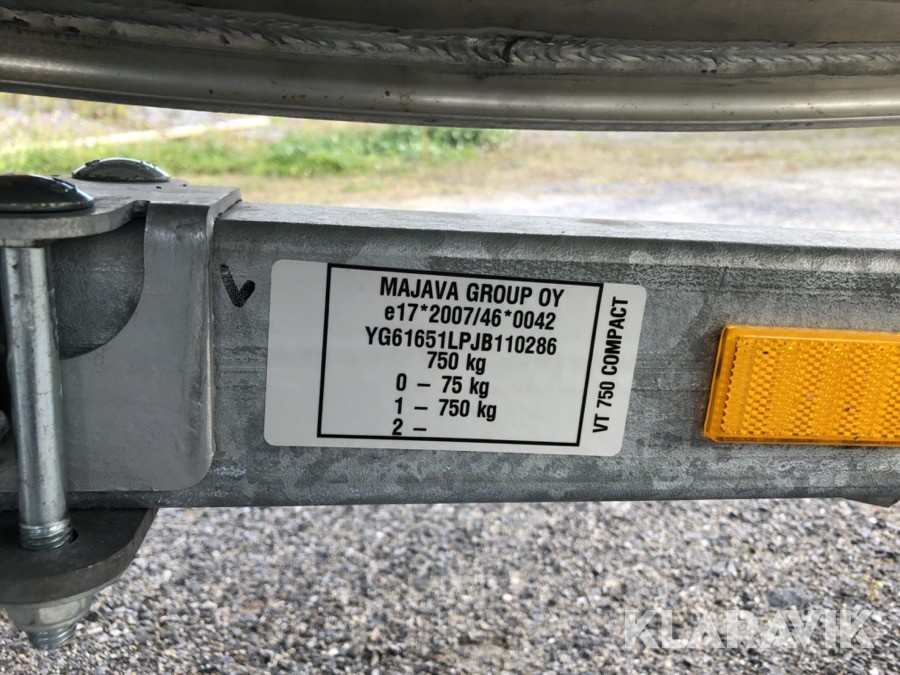 MAJAVA GROUP OY
e17*2007/46*0042
YG61651LPJB110286
750 kg
0 - 75 kg
1 - 750 kg
2 -
VT 750 COMPACT
KLARAVIK